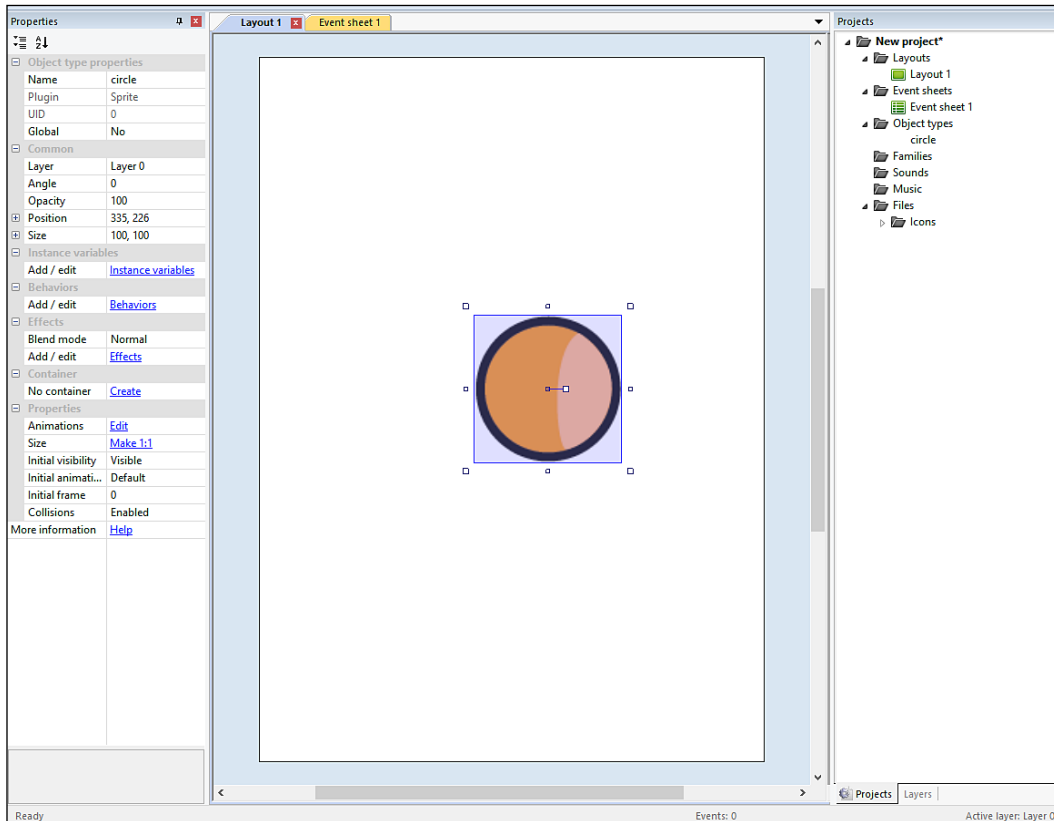 Properties
Object type properties
Name circle
Plugin Sprite
UID 0
Global No
Common
Layer Layer 0
Angle 0
Opacity 100
Position 335, 226
Size 100, 100
Instance variables
Add / edit Instance variables
Behaviors
Add / edit Behaviors
Effects
Blend mode Normal
Add / edit Effects
Container
No container Create
Properties
Animations Edit
Size Make 1:1
Initial visibility Visible
Initial animati... Default
Initial frame 0
Collisions Enabled
More information Help
Layout 1 Event sheet 1
Projects
New project*
Layouts
Layout 1
Event sheets
Event sheet 1
Object types
circle
Families
Sounds
Music
Files
Icons
Projects Layers
Ready Events: 0 Active layer: Layer 0